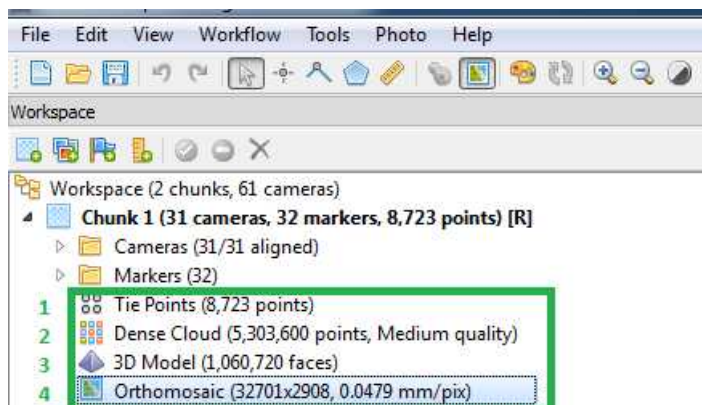 File Edit View Workflow Tools Photo Help
Workspace
Workspace (2 chunks, 61 cameras)
Chunk 1 (31 cameras, 32 markers, 8,723 points) [R]
Cameras (31/31 aligned)
Markers (32)
1 Tie Points (8,723 points)
2 Dense Cloud (5,303,600 points, Medium quality)
3 3D Model (1,060,720 faces)
4 Orthomosaic (32701x2908, 0.0479 mm/pix)